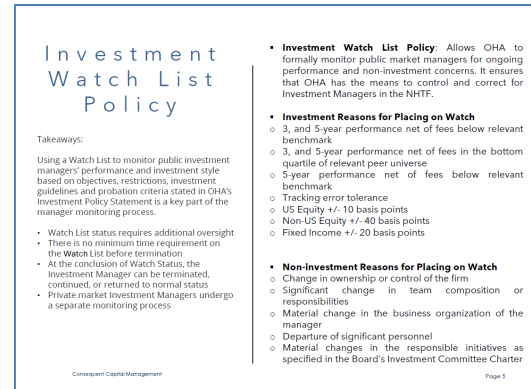 Investment
Watch List
Policy
Takeaways:
Using a Watch List to monitor public investment
managers' performance and investment style
based on objectives, restrictions, investment
guidelines and probation criteria stated in OHA's
Investment Policy Statement is a key part of the
manager monitoring process.
• Watch List status requires additional oversight
• There is no minimum time requirement on
the Watch List before termination
• At the conclusion of Watch Status, the
Investment Manager can be terminated,
continued, or returned to normal status
• Private market Investment Managers undergo
a separate monitoring process
▪ Investment Watch List Policy: Allows OHA to
formally monitor public market managers for ongoing
performance and non-investment concerns. It ensures
that OHA has the means to control and correct for
Investment Managers in the NHTF.
▪ Investment Reasons for Placing on Watch
o 3, and 5-year performance net of fees below relevant
benchmark
o 3, and 5-year performance net of fees in the bottom
quartile of relevant peer universe
o 5-year performance net of fees below relevant
benchmark
o Tracking error tolerance
o US Equity +/- 10 basis points
o Non-US Equity +/- 40 basis points
o Fixed Income +/- 20 basis points
▪ Non-investment Reasons for Placing on Watch
o Change in ownership or control of the firm
o Significant change in team composition or
responsibilities
o Material change in the business organization of the
manager
o Departure of significant personnel
o Material changes in the responsible initiatives as
specified in the Board's Investment Committee Charter
Consequent Capital Management
Page 5